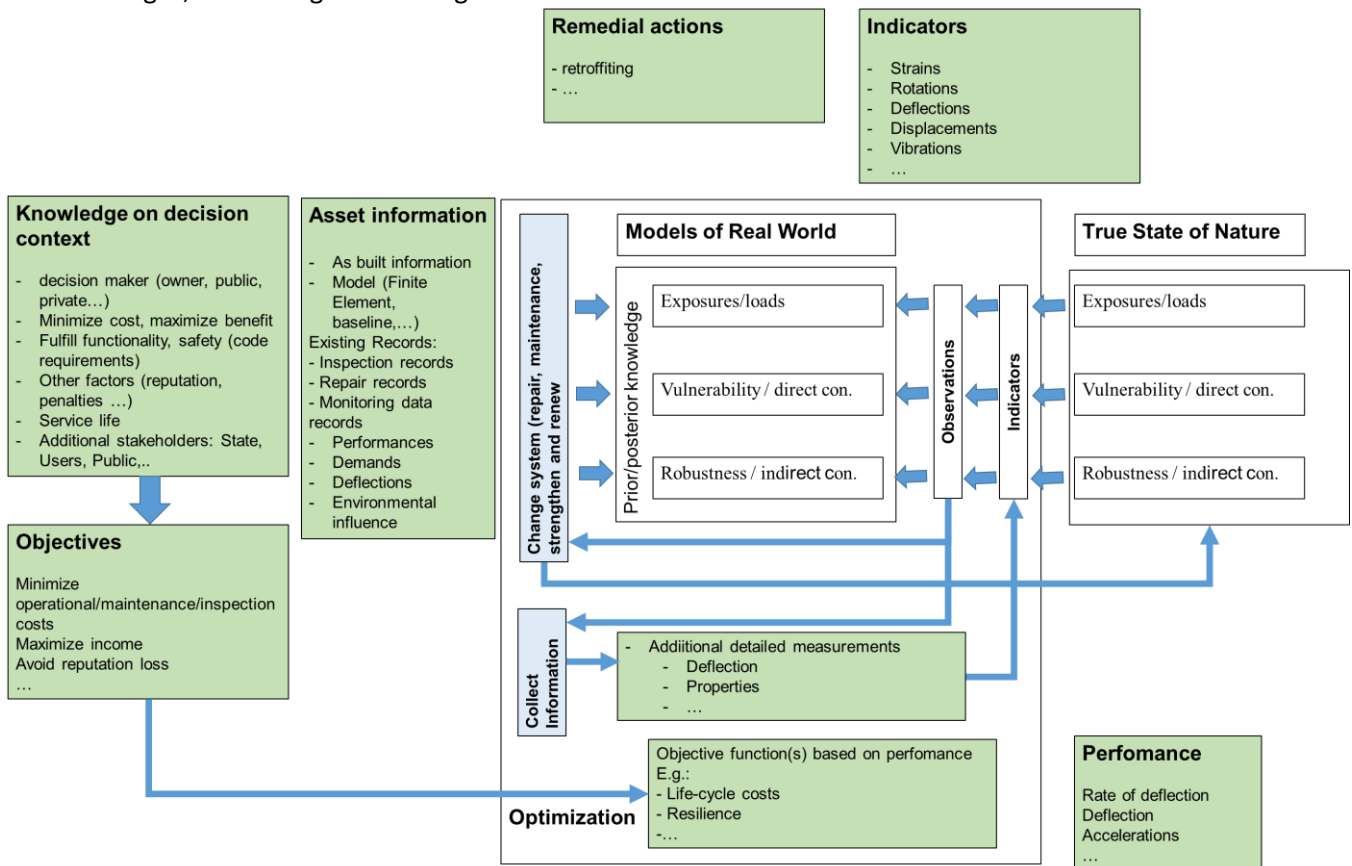 Remedial actions
- retroffiting
- ...
Indicators
- Strains
- Rotations
- Deflections
- Displacements
- Vibrations
- ...
Knowledge on decision
context
- decision maker (owner, public,
private...)
- Minimize cost, maximize benefit
- Fulfill functionality, safety (code
requirements)
- Other factors (reputation,
penalties ...)
- Service life
- Additional stakeholders: State,
Users, Public,..
Asset information
- As built information
- Model (Finite
Element,
baseline,...)
Existing Records:
- Inspection records
- Repair records
- Monitoring data
records
- Performances
- Demands
- Deflections
- Environmental
influence
Change system (repair, maintenance,
strengthen and renew
Models of Real World
Prior/posterior knowledge
Exposures/loads
Vulnerability / direct con.
Robustness / indirect con.
Observations
Indicators
True State of Nature
Exposures/loads
Vulnerability / direct con.
Robustness / indirect con.
Objectives
Minimize
operational/maintenance/inspection
costs
Maximize income
Avoid reputation loss
...
Collect
Information
- Addiitional detailed measurements
- Deflection
- Properties
- ...
Optimization
Objective function(s) based on perfomance
E.g.:
- Life-cycle costs
- Resilience
-...
Perfomance
Rate of deflection
Deflection
Accelerations
...